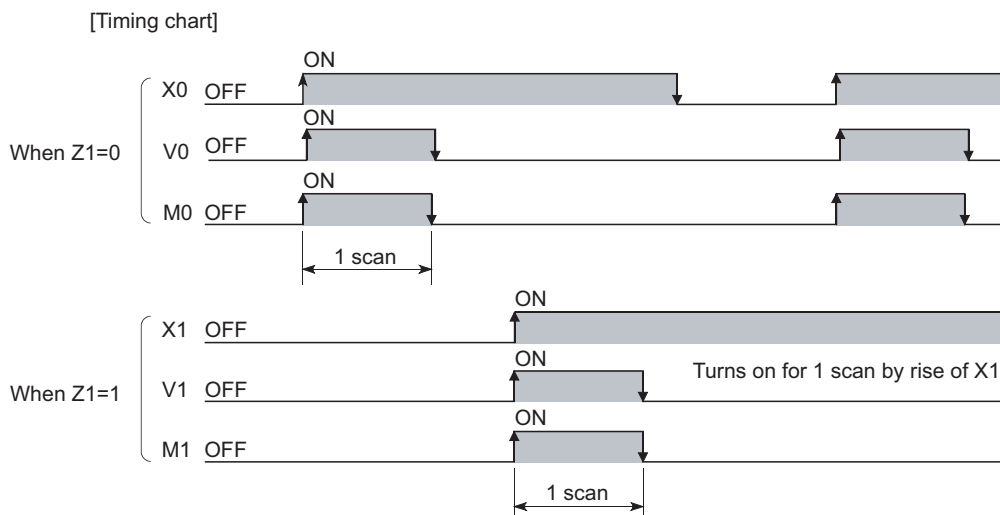 [Timing chart]
ON
X0 OFF
ON
When Z1=0 V0 OFF
ON
M0 OFF
1 scan
ON
X1 OFF
ON
Turns on for 1 scan by rise of X1
When Z1=1 V1 OFF
ON
M1 OFF
1 scan